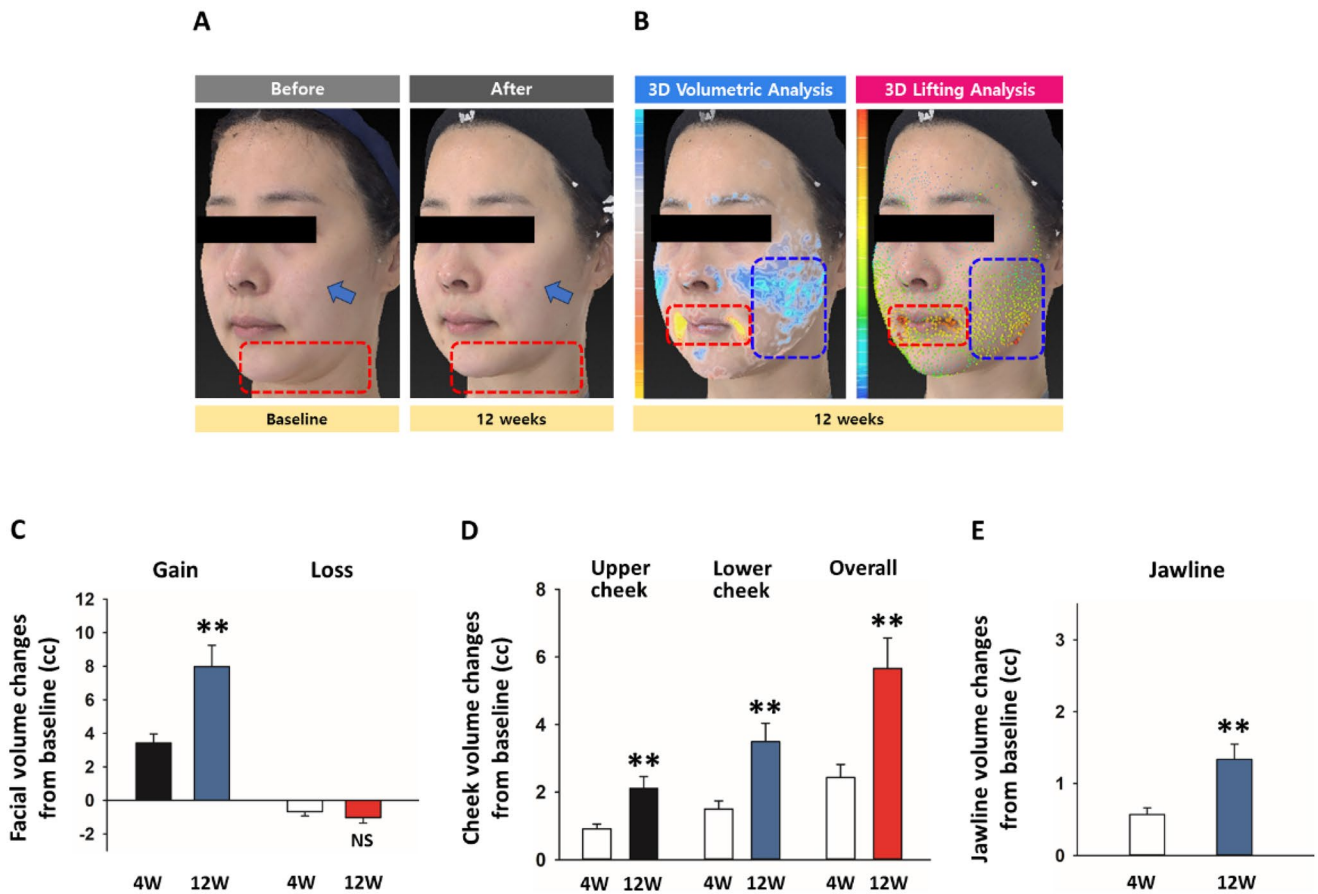 A
B
Before
After
3D Volumetric Analysis
3D Lifting Analysis
Baseline
12 weeks
12 weeks
C
Gain
Loss
Facial volume changes
from baseline (cc)
12
10
8
6
4
2
0
-2
**
NS
4W
12W
4W
12W
D
Upper
cheek
Lower
cheek
Overall
Cheek volume changes
from baseline (cc)
8
6
4
2
0
**
**
**
4W
12W
4W
12W
4W
12W
E
Jawline
Jawline volume changes
from baseline (cc)
3
2
1
0
**
4W
12W